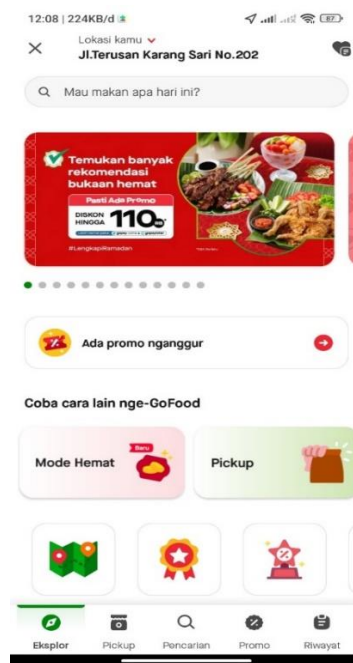 12:08 | 224KB/d
87
Lokasi kamu
Jl.Terusan Karang Sari No.202
Mau makan apa hari ini?
Temukan banyak
rekomendasi
bukaan hemat
Pasti Ada Promo
DISKON
HINGGA 110RB
#LengkapiRamadan
Ada promo nganggur
Coba cara lain nge-GoFood
Baru
Mode Hemat
Pickup
Eksplor
Pickup
Pencarian
Promo
Riwayat